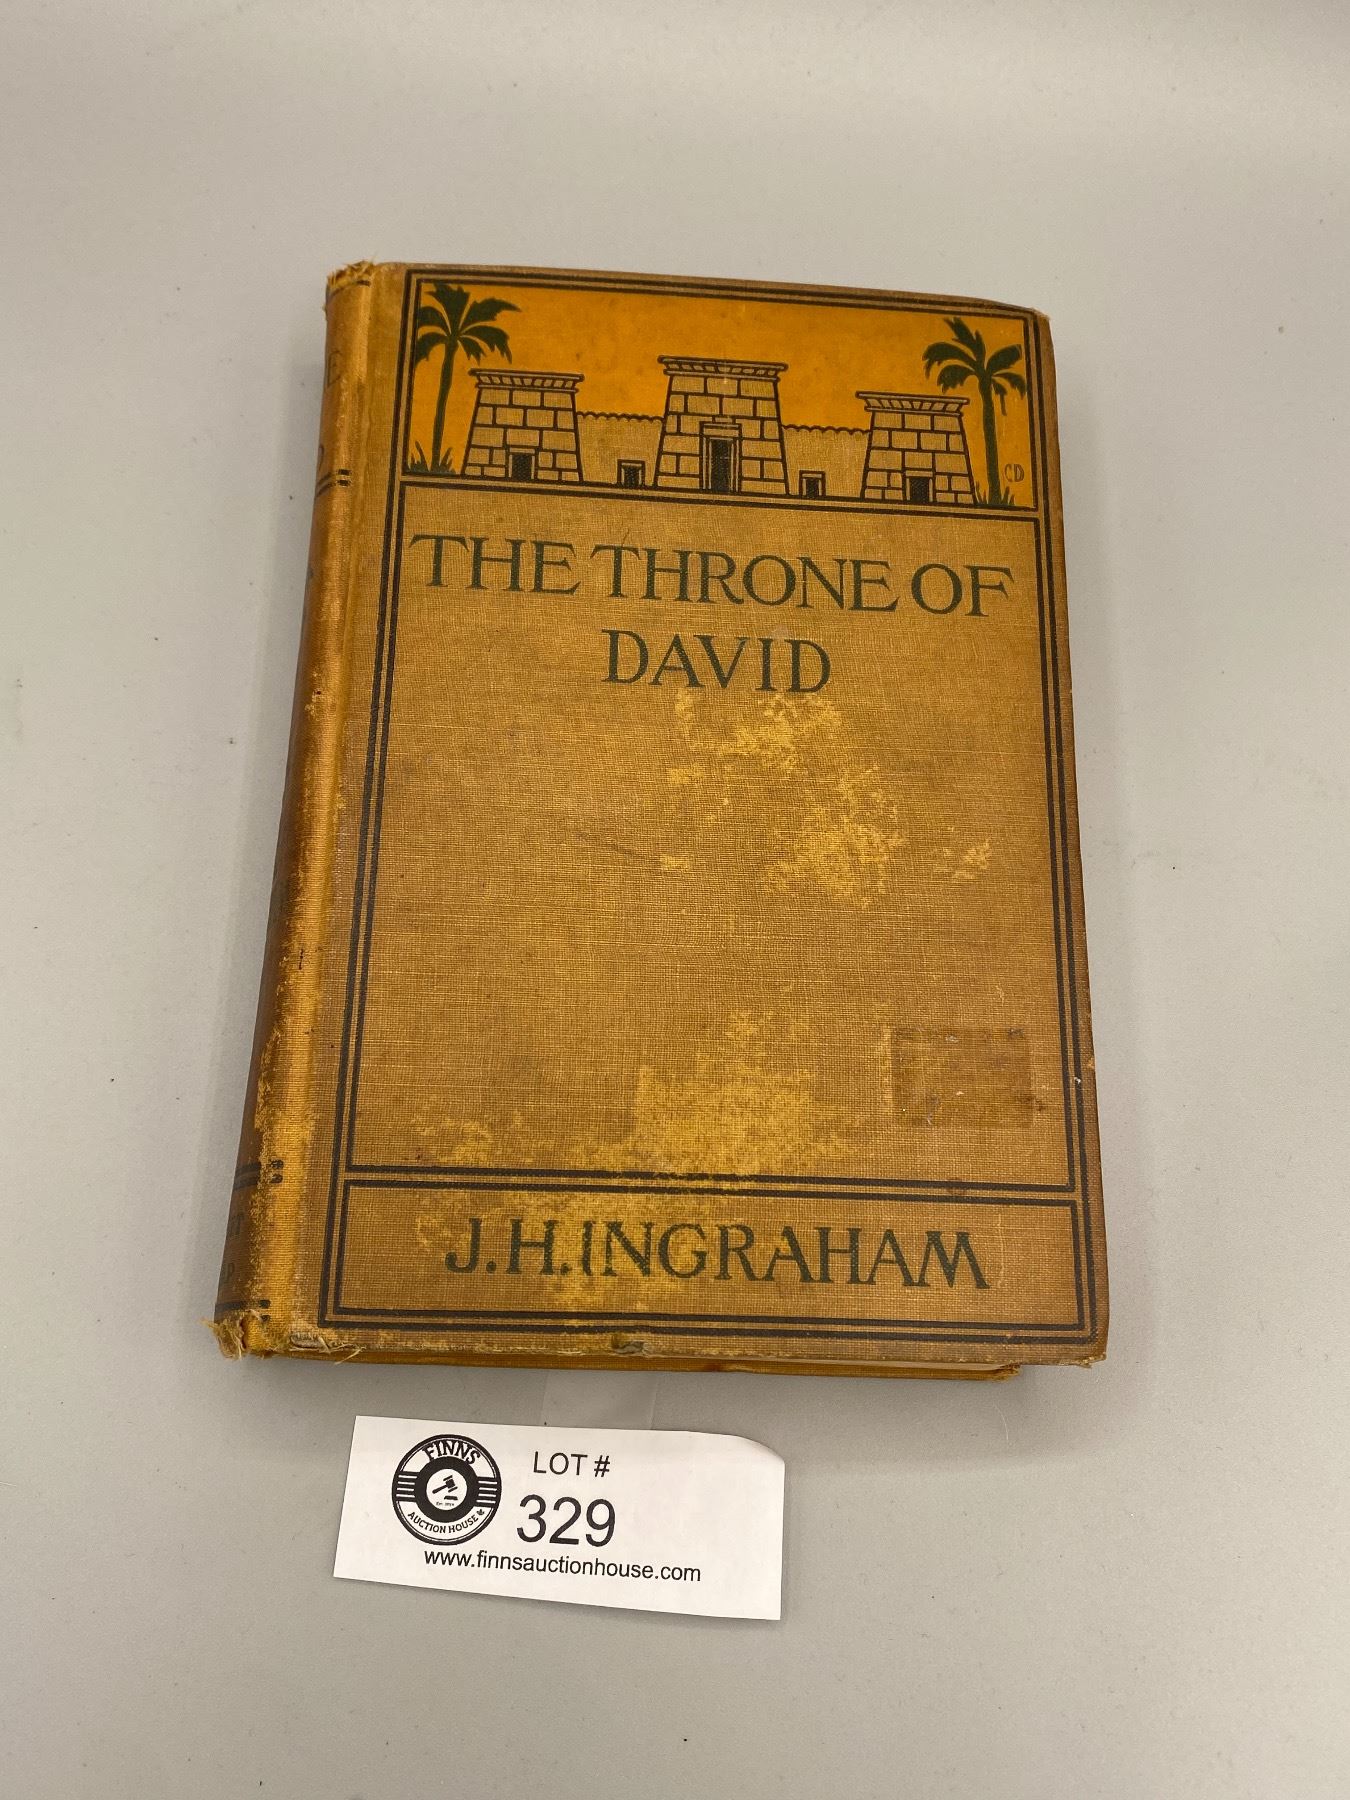 CD
THE THRONE OF
DAVID
J.H. INGRAHAM
FINNS
AUCTION HOUSE
LOT #
329
www.finnsauctionhouse.com